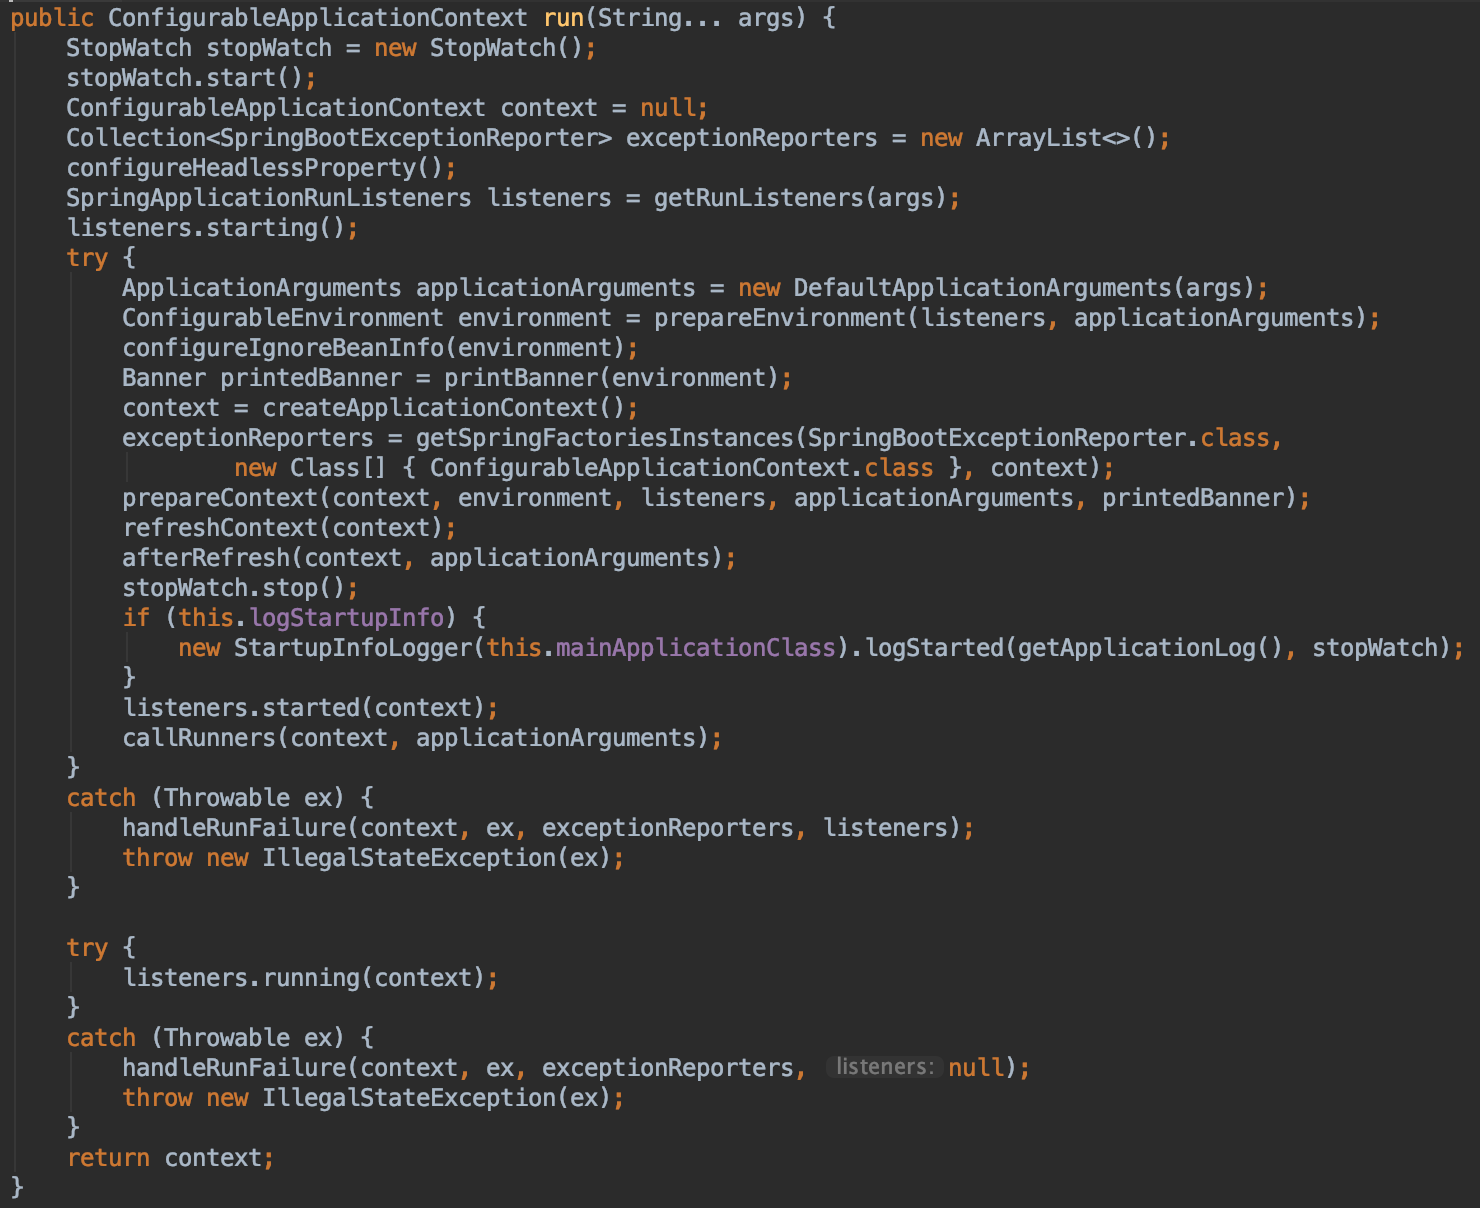 public ConfigurableApplicationContext run(String... args) {
    StopWatch stopWatch = new StopWatch();
    stopWatch.start();
    ConfigurableApplicationContext context = null;
    Collection<SpringBootExceptionReporter> exceptionReporters = new ArrayList<>();
    configureHeadlessProperty();
    SpringApplicationRunListeners listeners = getRunListeners(args);
    listeners.starting();
    try {
        ApplicationArguments applicationArguments = new DefaultApplicationArguments(args);
        ConfigurableEnvironment environment = prepareEnvironment(listeners, applicationArguments);
        configureIgnoreBeanInfo(environment);
        Banner printedBanner = printBanner(environment);
        context = createApplicationContext();
        exceptionReporters = getSpringFactoriesInstances(SpringBootExceptionReporter.class,
                new Class[] { ConfigurableApplicationContext.class }, context);
        prepareContext(context, environment, listeners, applicationArguments, printedBanner);
        refreshContext(context);
        afterRefresh(context, applicationArguments);
        stopWatch.stop();
        if (this.logStartupInfo) {
            new StartupInfoLogger(this.mainApplicationClass).logStarted(getApplicationLog(), stopWatch);
        }
        listeners.started(context);
        callRunners(context, applicationArguments);
    }
    catch (Throwable ex) {
        handleRunFailure(context, ex, exceptionReporters, listeners);
        throw new IllegalStateException(ex);
    }

    try {
        listeners.running(context);
    }
    catch (Throwable ex) {
        handleRunFailure(context, ex, exceptionReporters, listeners: null);
        throw new IllegalStateException(ex);
    }
    return context;
}